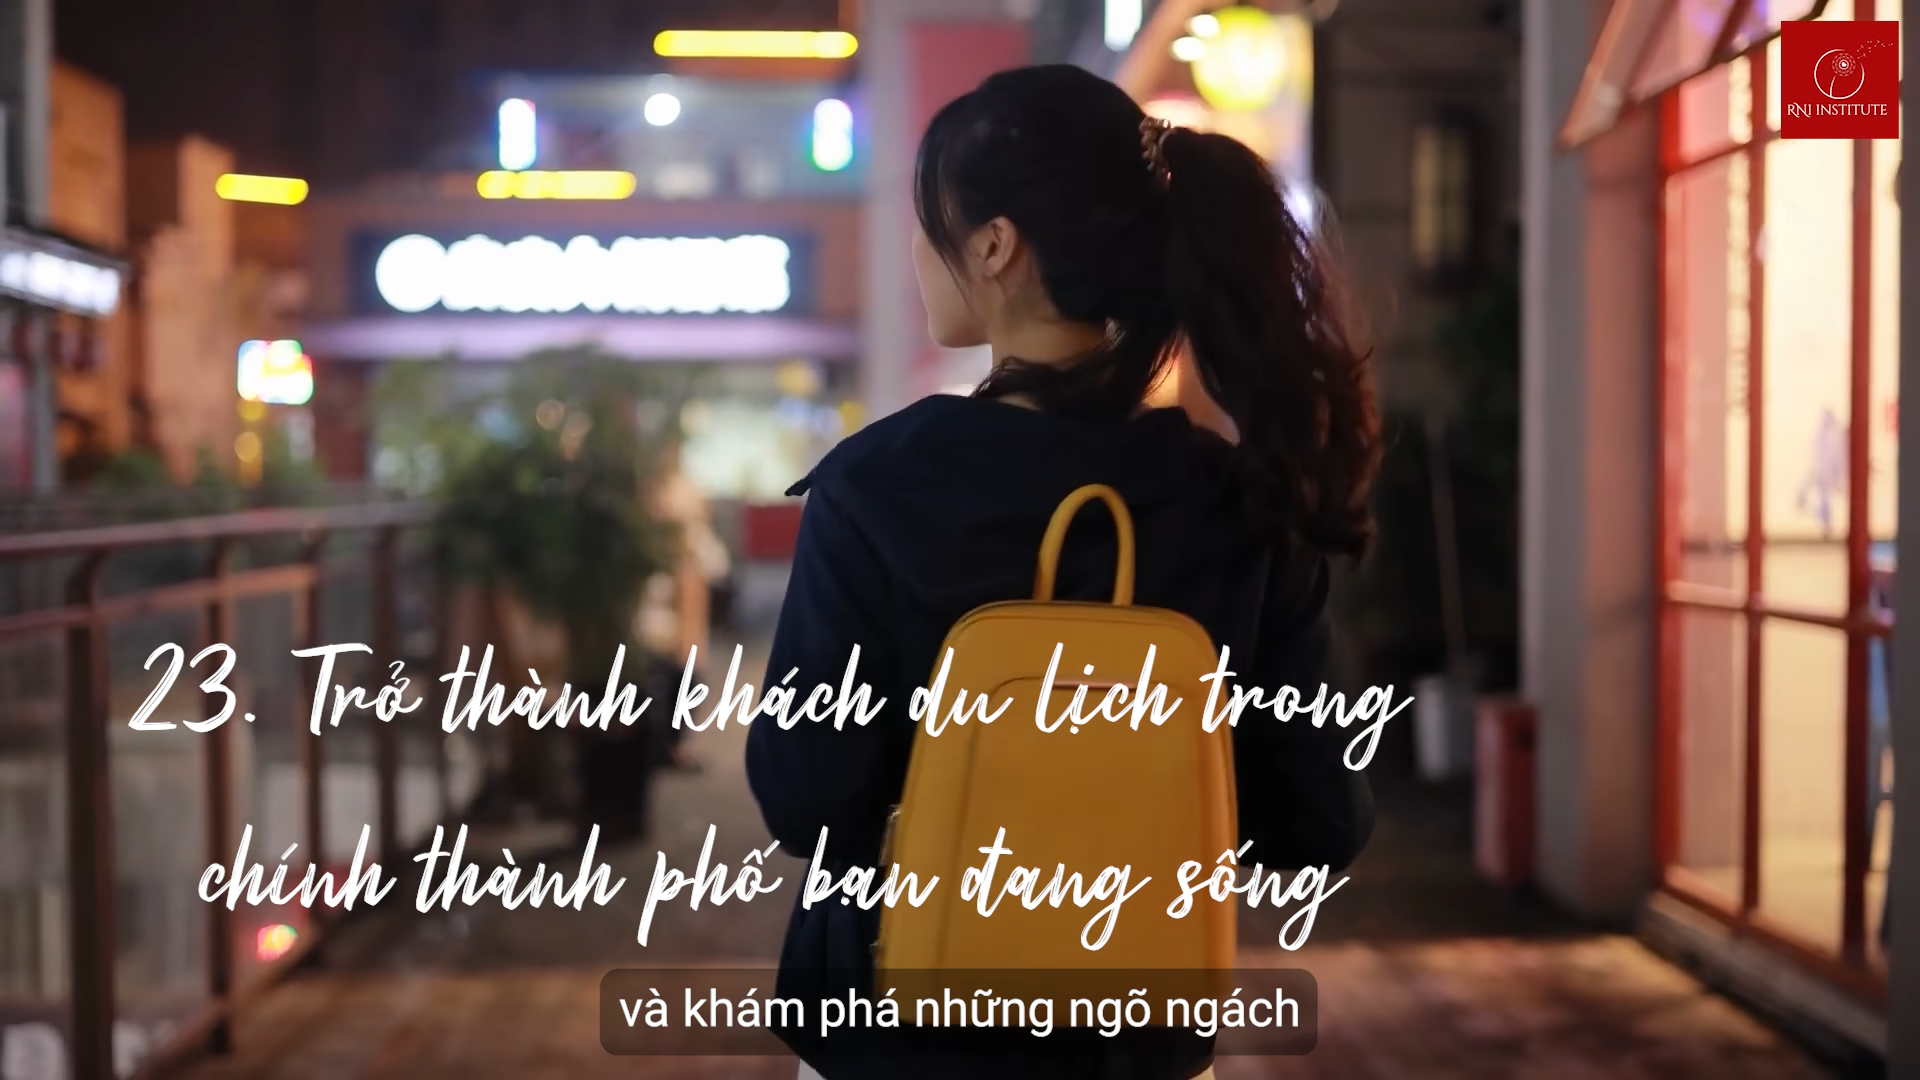 RNI INSTITUTE
23. Trở thành khách du lịch trong
chính thành phố bạn đang sống
và khám phá những ngõ ngách